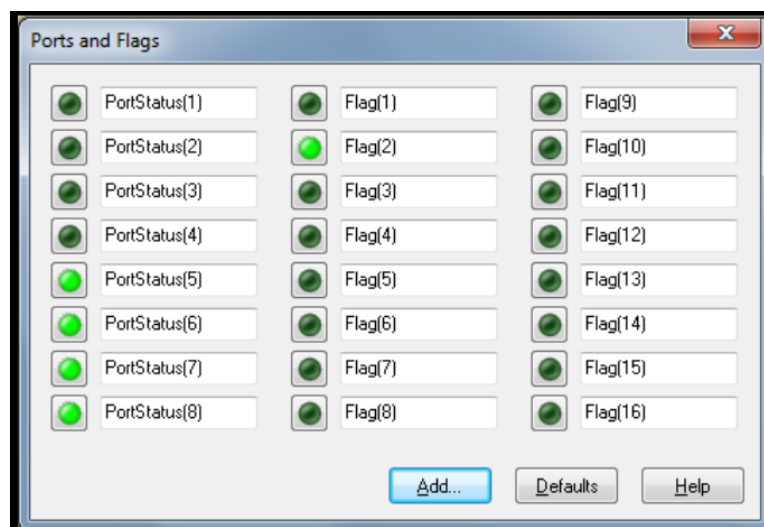 Ports and Flags
PortStatus(1) Flag(1) Flag(9)
PortStatus(2) Flag(2) Flag(10)
PortStatus(3) Flag(3) Flag(11)
PortStatus(4) Flag(4) Flag(12)
PortStatus(5) Flag(5) Flag(13)
PortStatus(6) Flag(6) Flag(14)
PortStatus(7) Flag(7) Flag(15)
PortStatus(8) Flag(8) Flag(16)
Add... Defaults Help